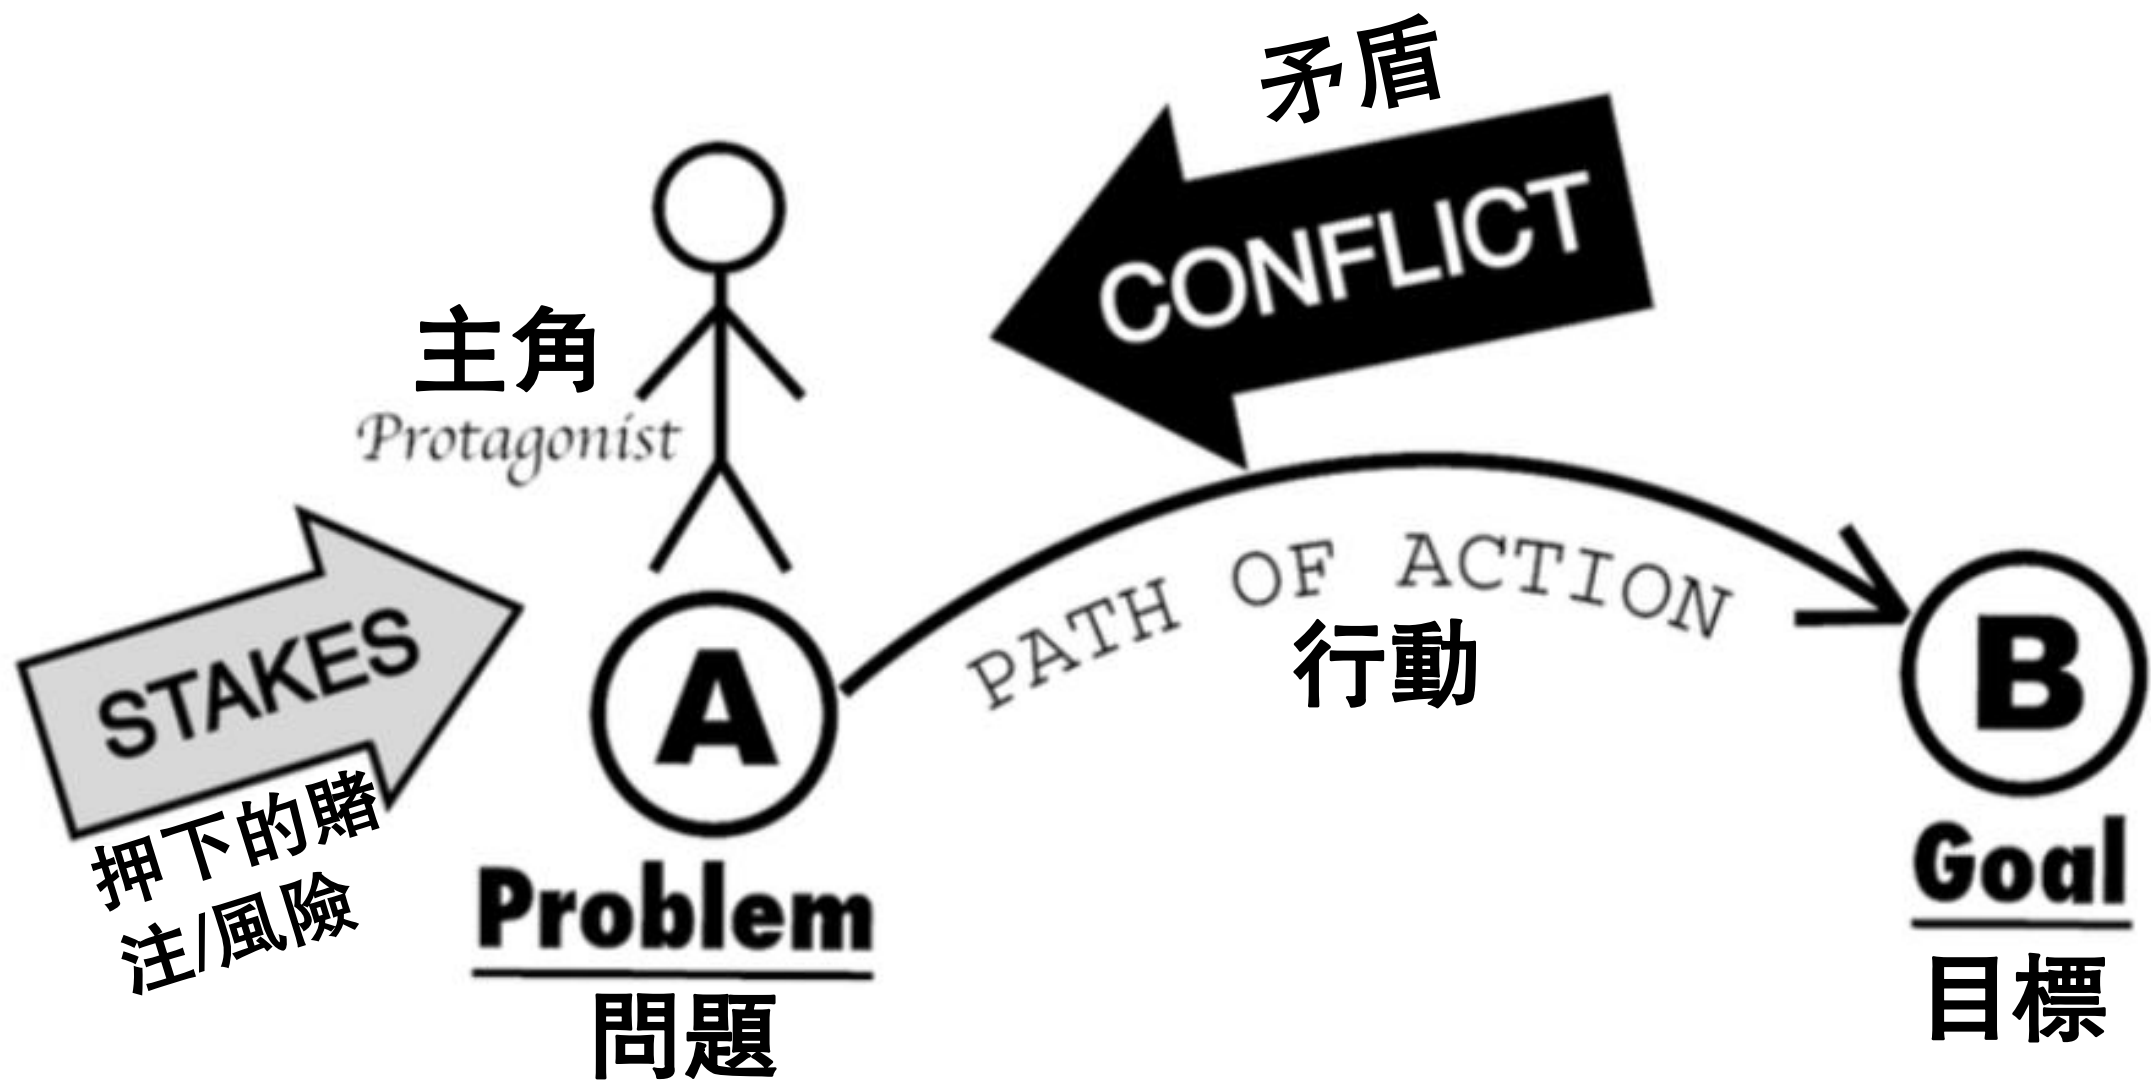 矛盾
CONFLICT
主角
Protagonist
STAKES
押下的賭
注/風險
A
PATH OF ACTION
行動
B
Problem
問題
Goal
目標